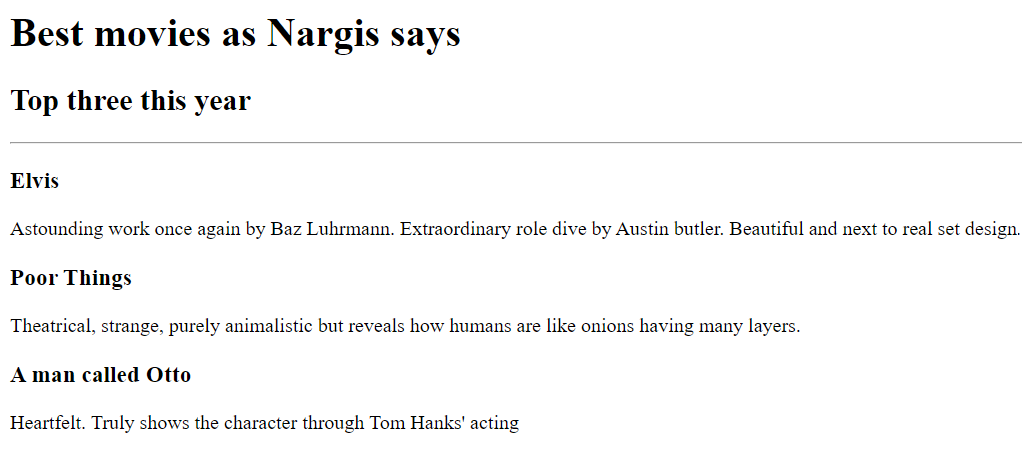 Best movies as Nargis says
Top three this year
Elvis
Astounding work once again by Baz Luhrmann. Extraordinary role dive by Austin butler. Beautiful and next to real set design.
Poor Things
Theatrical, strange, purely animalistic but reveals how humans are like onions having many layers.
A man called Otto
Heartfelt. Truly shows the character through Tom Hanks' acting